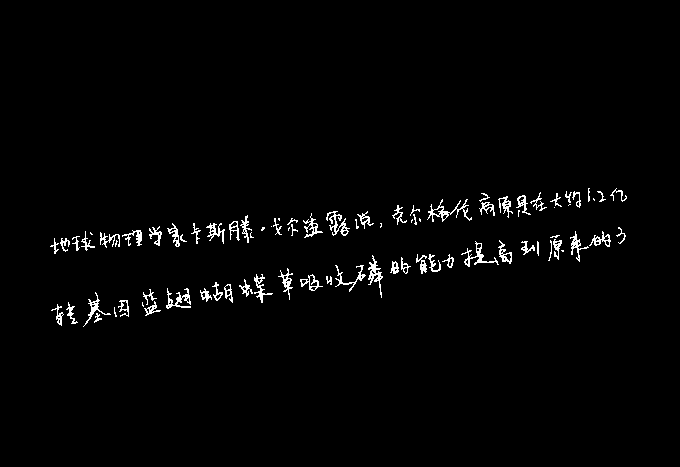 地球物理学家卡斯滕·戈尔透露说,克尔格伦高原是在大约1.2亿
转基因蓝翅蝴蝶草吸收磷的能力提高到原来的3